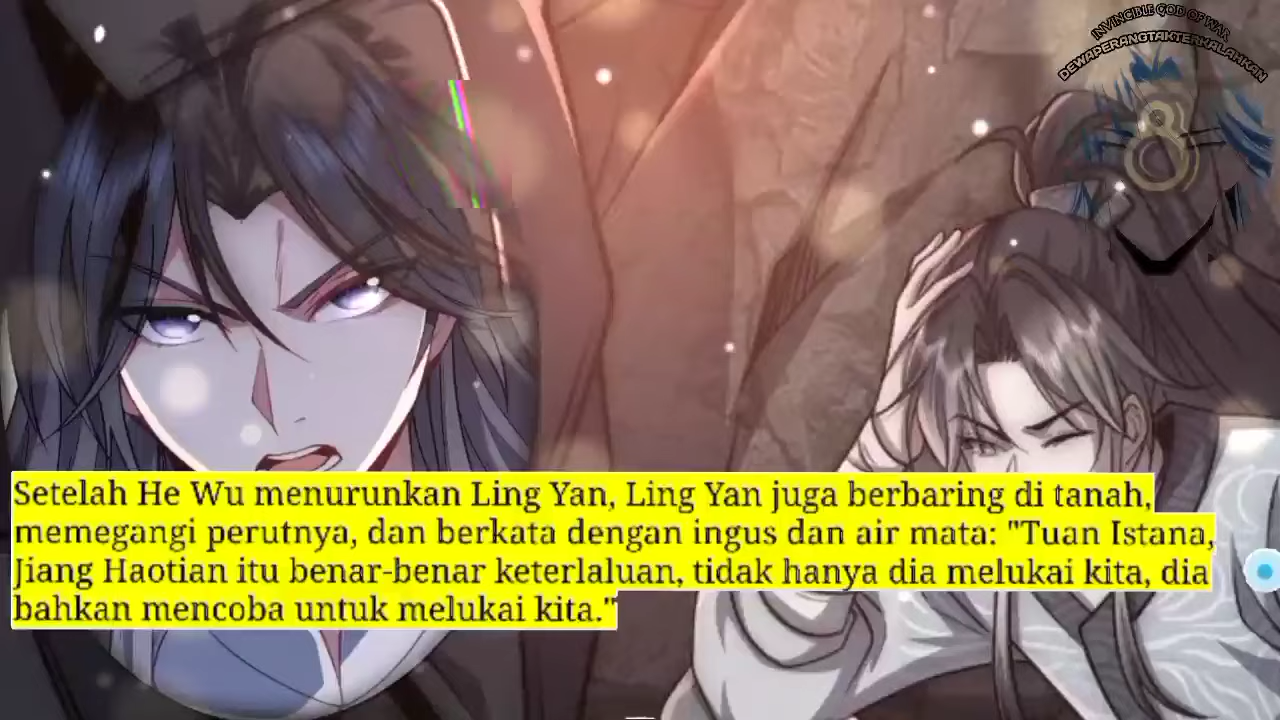 INVINCIBLE GOD OF WAR
DEWAPERANGTAKTERKALAHKAN
8
Setelah He Wu menurunkan Ling Yan, Ling Yan juga berbaring di tanah,
memegangi perutnya, dan berkata dengan ingus dan air mata: "Tuan Istana,
Jiang Haotian itu benar-benar keterlaluan, tidak hanya dia melukai kita, dia
bahkan mencoba untuk melukai kita."